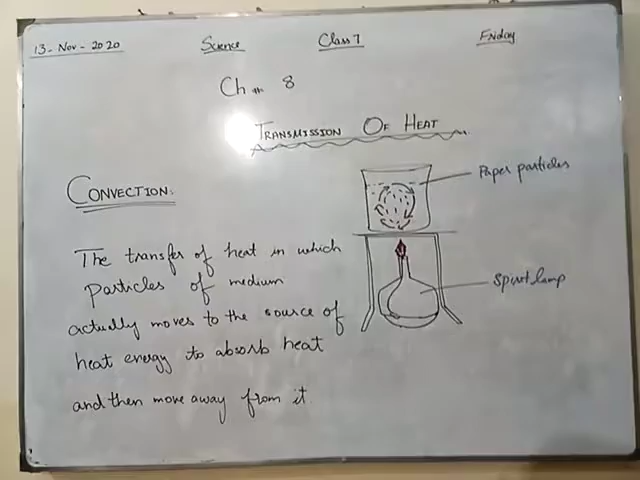 13 - Nov - 2020 Science Class 7 Friday
Ch 8
TRANSMISSION OF HEAT
CONVECTION:
Paper particles
The transfer of heat in which
particles of medium
Spirit lamp
actually moves to the source of
heat energy to absorb heat
and then move away from it.